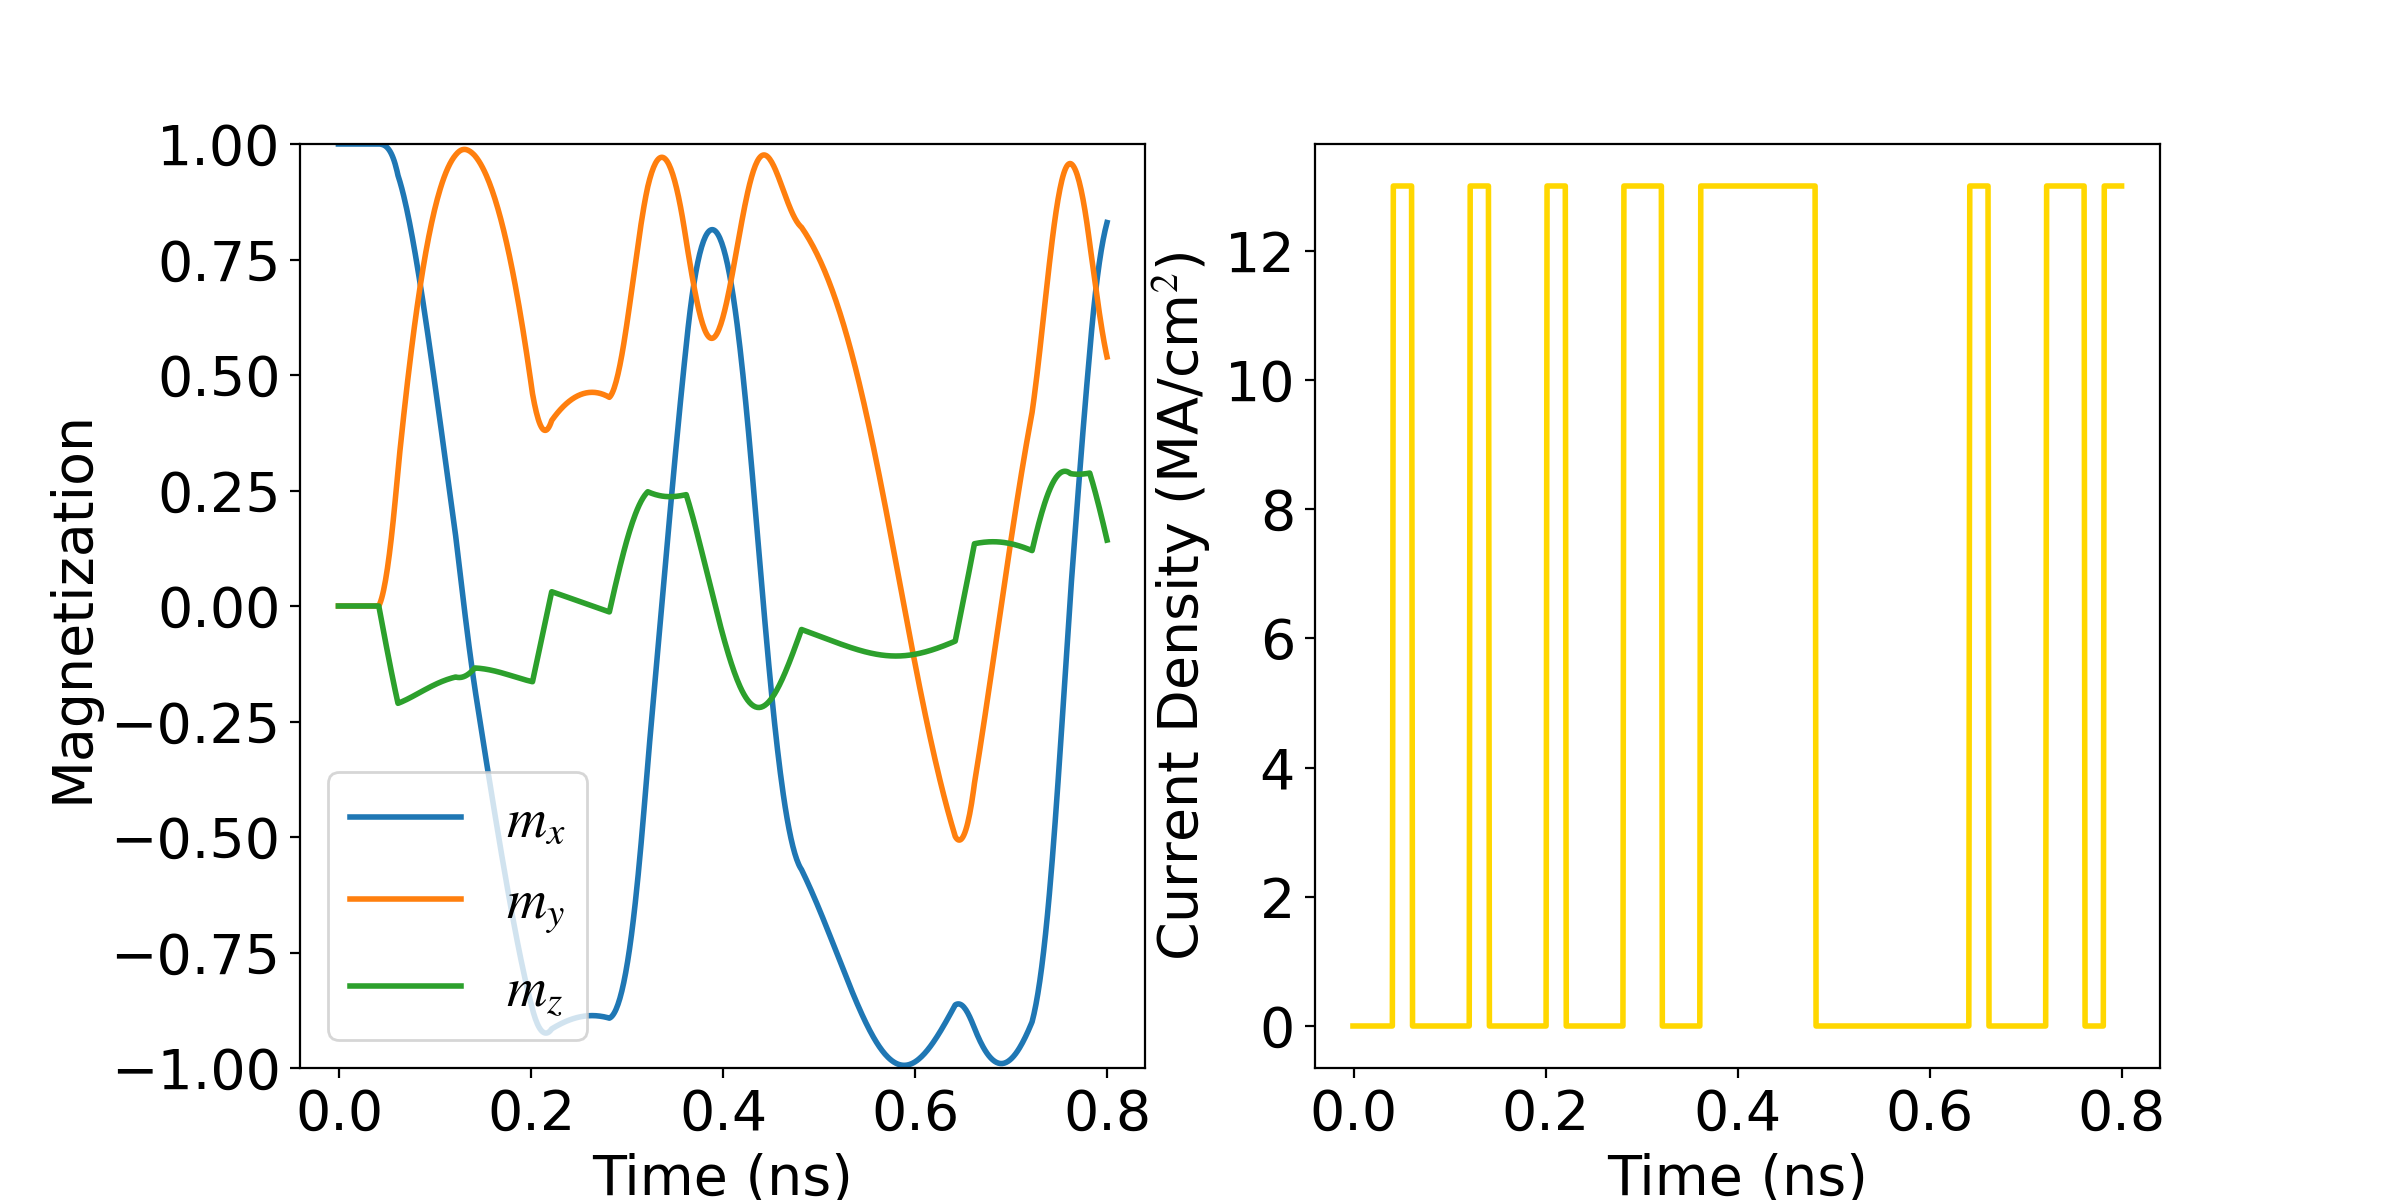 Magnetization
1.00
0.75
0.50
0.25
0.00
−0.25
−0.50
−0.75
−1.00
m_x
m_y
m_z
0.0 0.2 0.4 0.6 0.8
Time (ns)
Current Density (MA/cm²)
12
10
8
6
4
2
0
0.0 0.2 0.4 0.6 0.8
Time (ns)